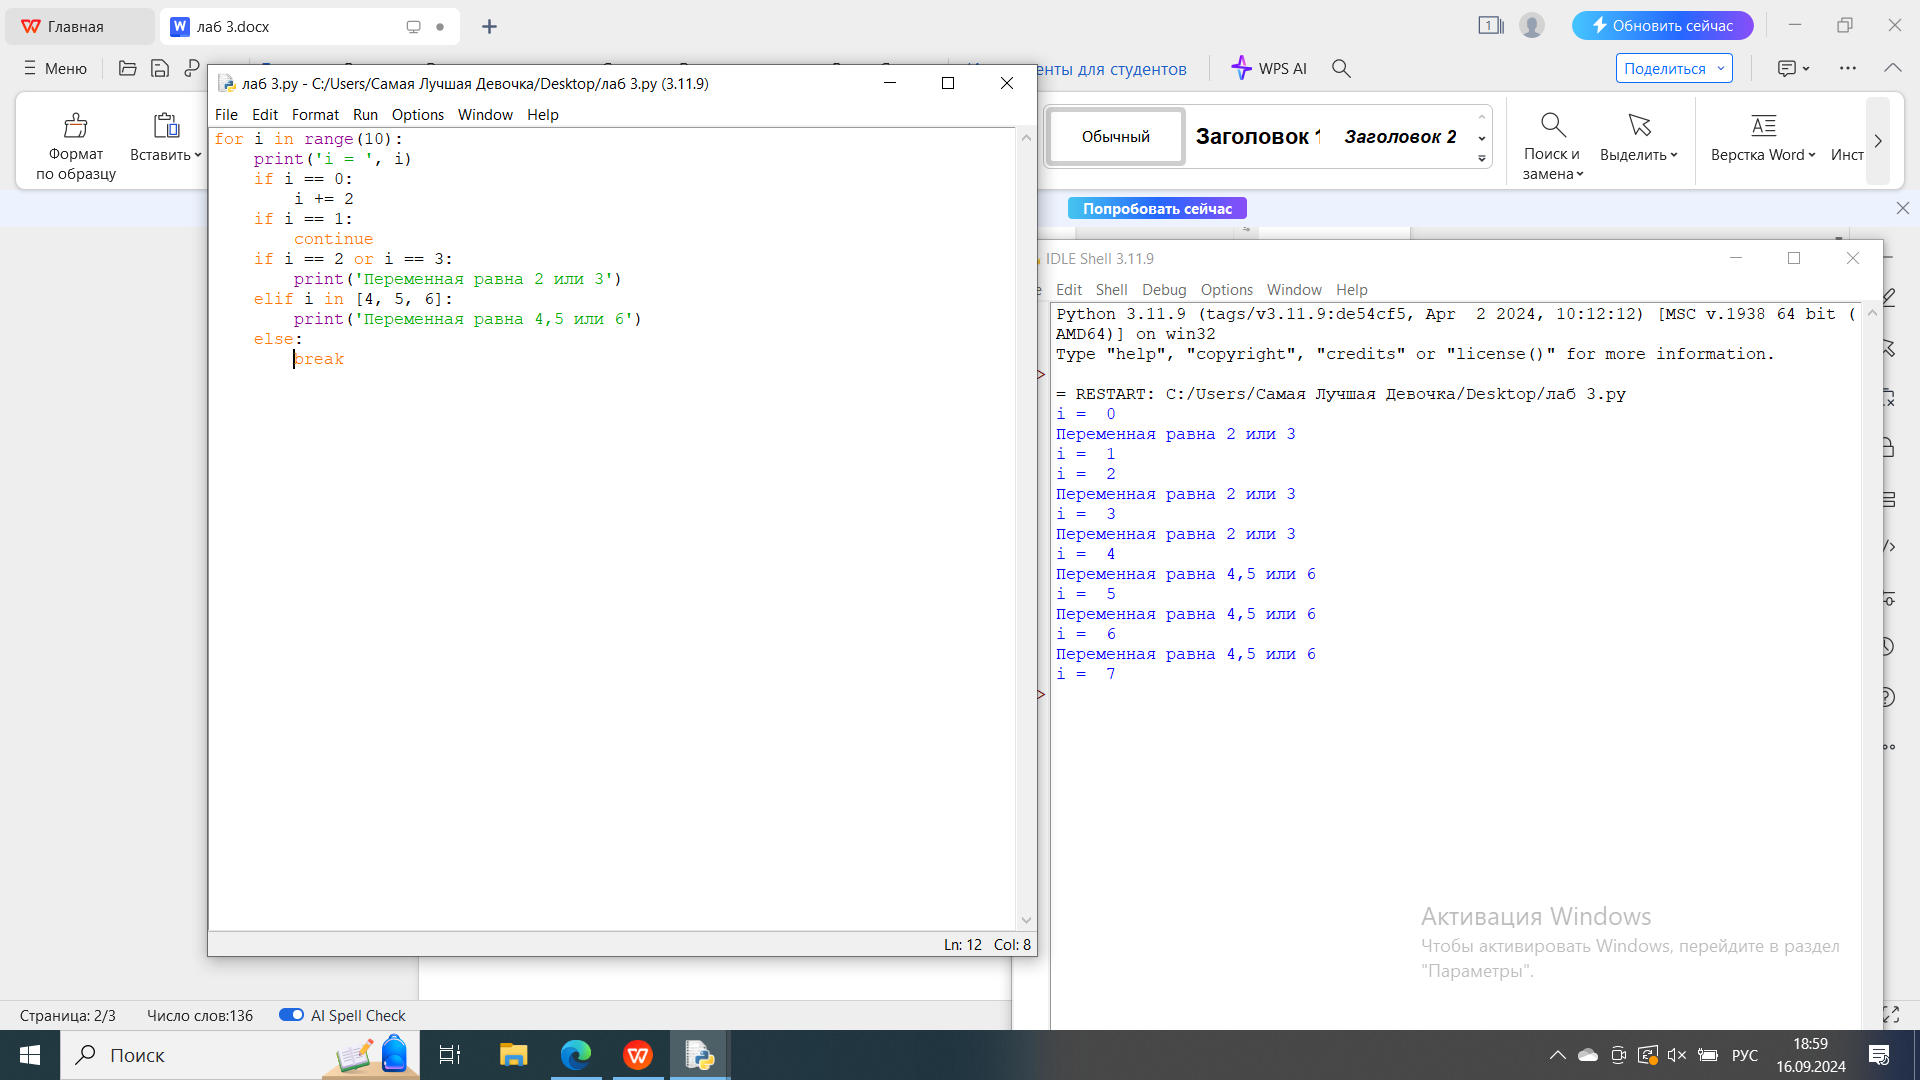 Главная
лаб 3.docx
1
Обновить сейчас
Меню
енты для студентов
WPS AI
Поделиться
Формат
по образцу
Вставить
Обычный
Заголовок 1
Заголовок 2
Поиск и
замена
Выделить
Верстка Word
Инст
Попробовать сейчас
лаб 3.py - C:/Users/Самая Лучшая Девочка/Desktop/лаб 3.py (3.11.9)
File Edit Format Run Options Window Help
for i in range(10):
    print('i = ', i)
    if i == 0:
        i += 2
    if i == 1:
        continue
    if i == 2 or i == 3:
        print('Переменная равна 2 или 3')
    elif i in [4, 5, 6]:
        print('Переменная равна 4,5 или 6')
    else:
        break
Ln: 12 Col: 8
IDLE Shell 3.11.9
e Edit Shell Debug Options Window Help
Python 3.11.9 (tags/v3.11.9:de54cf5, Apr  2 2024, 10:12:12) [MSC v.1938 64 bit (
AMD64)] on win32
Type "help", "copyright", "credits" or "license()" for more information.
>
= RESTART: C:/Users/Самая Лучшая Девочка/Desktop/лаб 3.py
i =  0
Переменная равна 2 или 3
i =  1
i =  2
Переменная равна 2 или 3
i =  3
Переменная равна 2 или 3
i =  4
Переменная равна 4,5 или 6
i =  5
Переменная равна 4,5 или 6
i =  6
Переменная равна 4,5 или 6
i =  7
>
Активация Windows
Чтобы активировать Windows, перейдите в раздел
"Параметры".
Страница: 2/3
Число слов:136
AI Spell Check
Поиск
РУС
18:59
16.09.2024